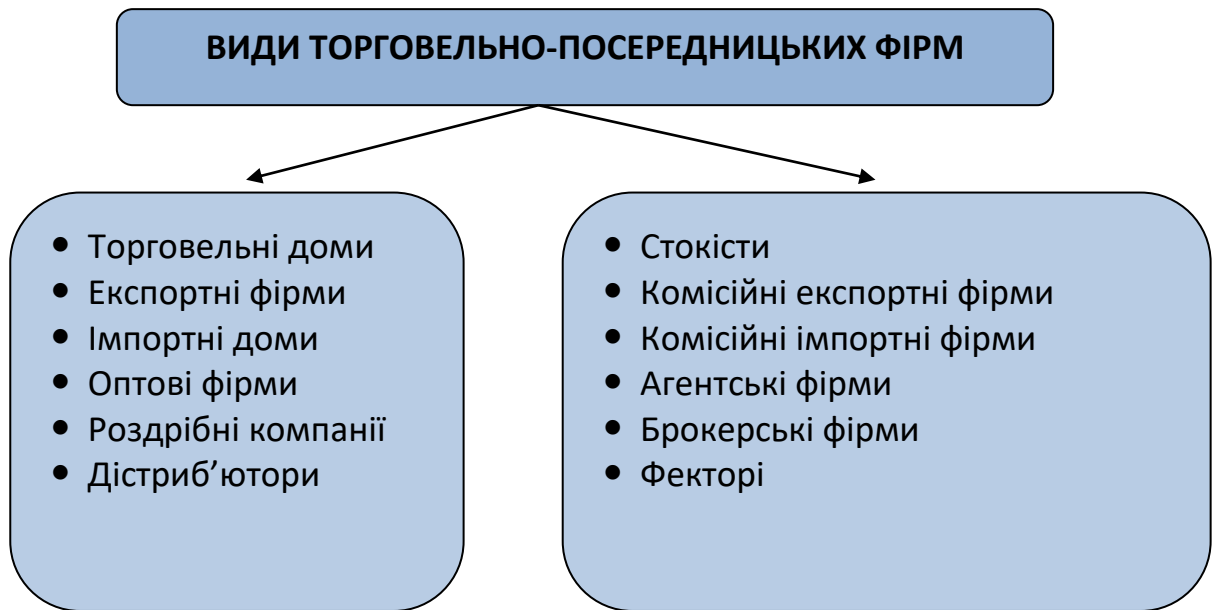 ВИДИ ТОРГОВЕЛЬНО-ПОСЕРЕДНИЦЬКИХ ФІРМ
• Торговельні доми
• Експортні фірми
• Імпортні доми
• Оптові фірми
• Роздрібні компанії
• Дістриб’ютори
• Стокісти
• Комісійні експортні фірми
• Комісійні імпортні фірми
• Агентські фірми
• Брокерські фірми
• Фекторі